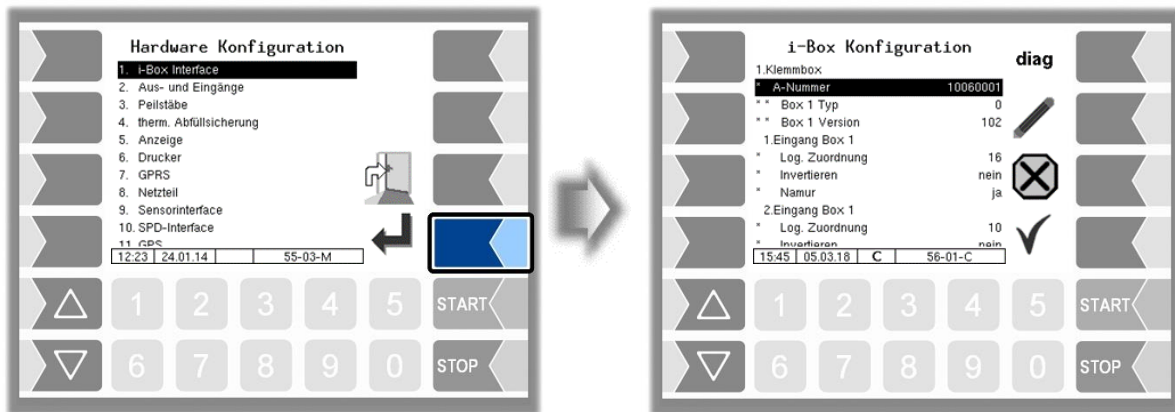 Hardware Konfiguration
1. i-Box Interface
2. Aus- und Eingänge
3. Peilstäbe
4. therm. Abfüllsicherung
5. Anzeige
6. Drucker
7. GPRS
8. Netzteil
9. Sensorinterface
10. SPD-Interface
11. GPS
12:23 24.01.14 55-03-M
1 2 3 4 5 START
6 7 8 9 0 STOP
i-Box Konfiguration
diag
1.Klemmbox
* A-Nummer 10060001
* * Box 1 Typ 0
* * Box 1 Version 102
1.Eingang Box 1
* Log. Zuordnung 16
* Invertieren nein
* Namur ja
2.Eingang Box 1
* Log. Zuordnung 10
* Invertieren nein
15:45 05.03.18 C 56-01-C
1 2 3 4 5 START
6 7 8 9 0 STOP